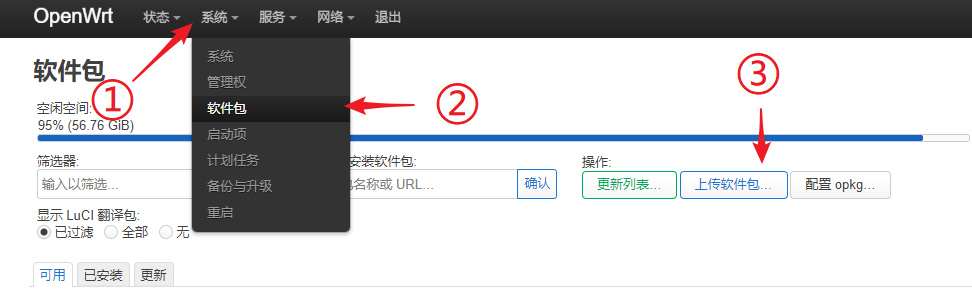 OpenWrt 状态 系统 服务 网络 退出
①
系统
管理权
软件包
启动项
计划任务
备份与升级
重启
②
③
软件包
空闲空间:
95% (56.76 GiB)
筛选器:
输入以筛选…
安装软件包:
名称或 URL…
确认
操作:
更新列表…
上传软件包…
配置 opkg…
显示 LuCI 翻译包:
已过滤 全部 无
可用 已安装 更新